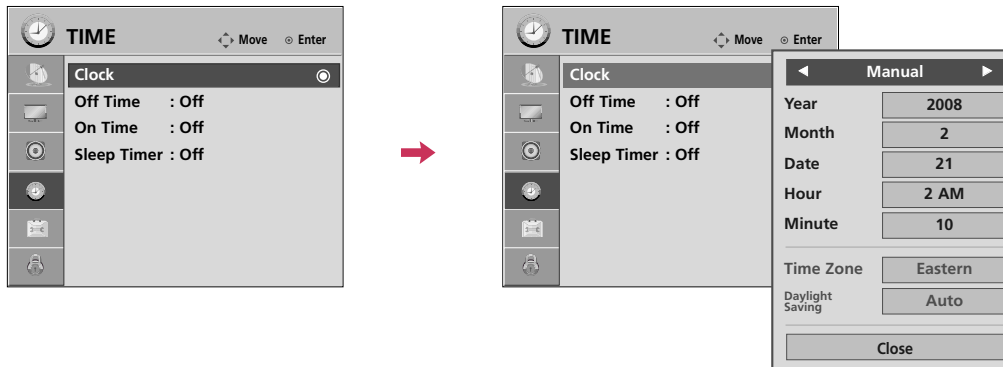 TIME
Move
Enter
Clock
Off Time : Off
On Time : Off
Sleep Timer : Off
TIME
Move
Enter
Clock
Off Time : Off
On Time : Off
Sleep Timer : Off
Manual
Year 2008
Month 2
Date 21
Hour 2 AM
Minute 10
Time Zone Eastern
Daylight
Saving
Auto
Close